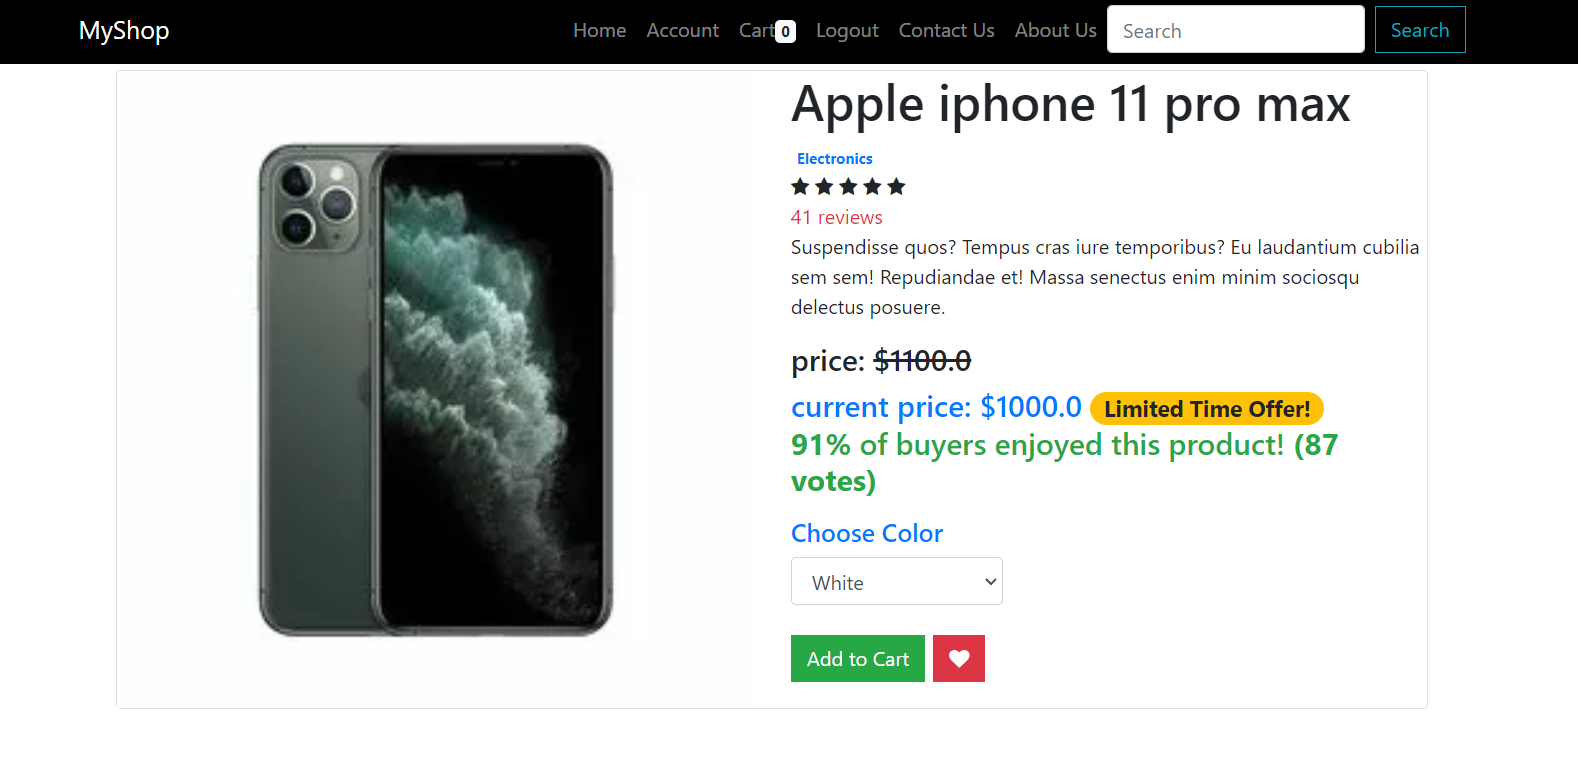 MyShop
Home Account Cart 0 Logout Contact Us About Us Search Search
Apple iphone 11 pro max
Electronics
41 reviews
Suspendisse quos? Tempus cras iure temporibus? Eu laudantium cubilia
sem sem! Repudiandae et! Massa senectus enim minim sociosqu
delectus posuere.
price: $1100.0
current price: $1000.0 Limited Time Offer!
91% of buyers enjoyed this product! (87
votes)
Choose Color
White
Add to Cart